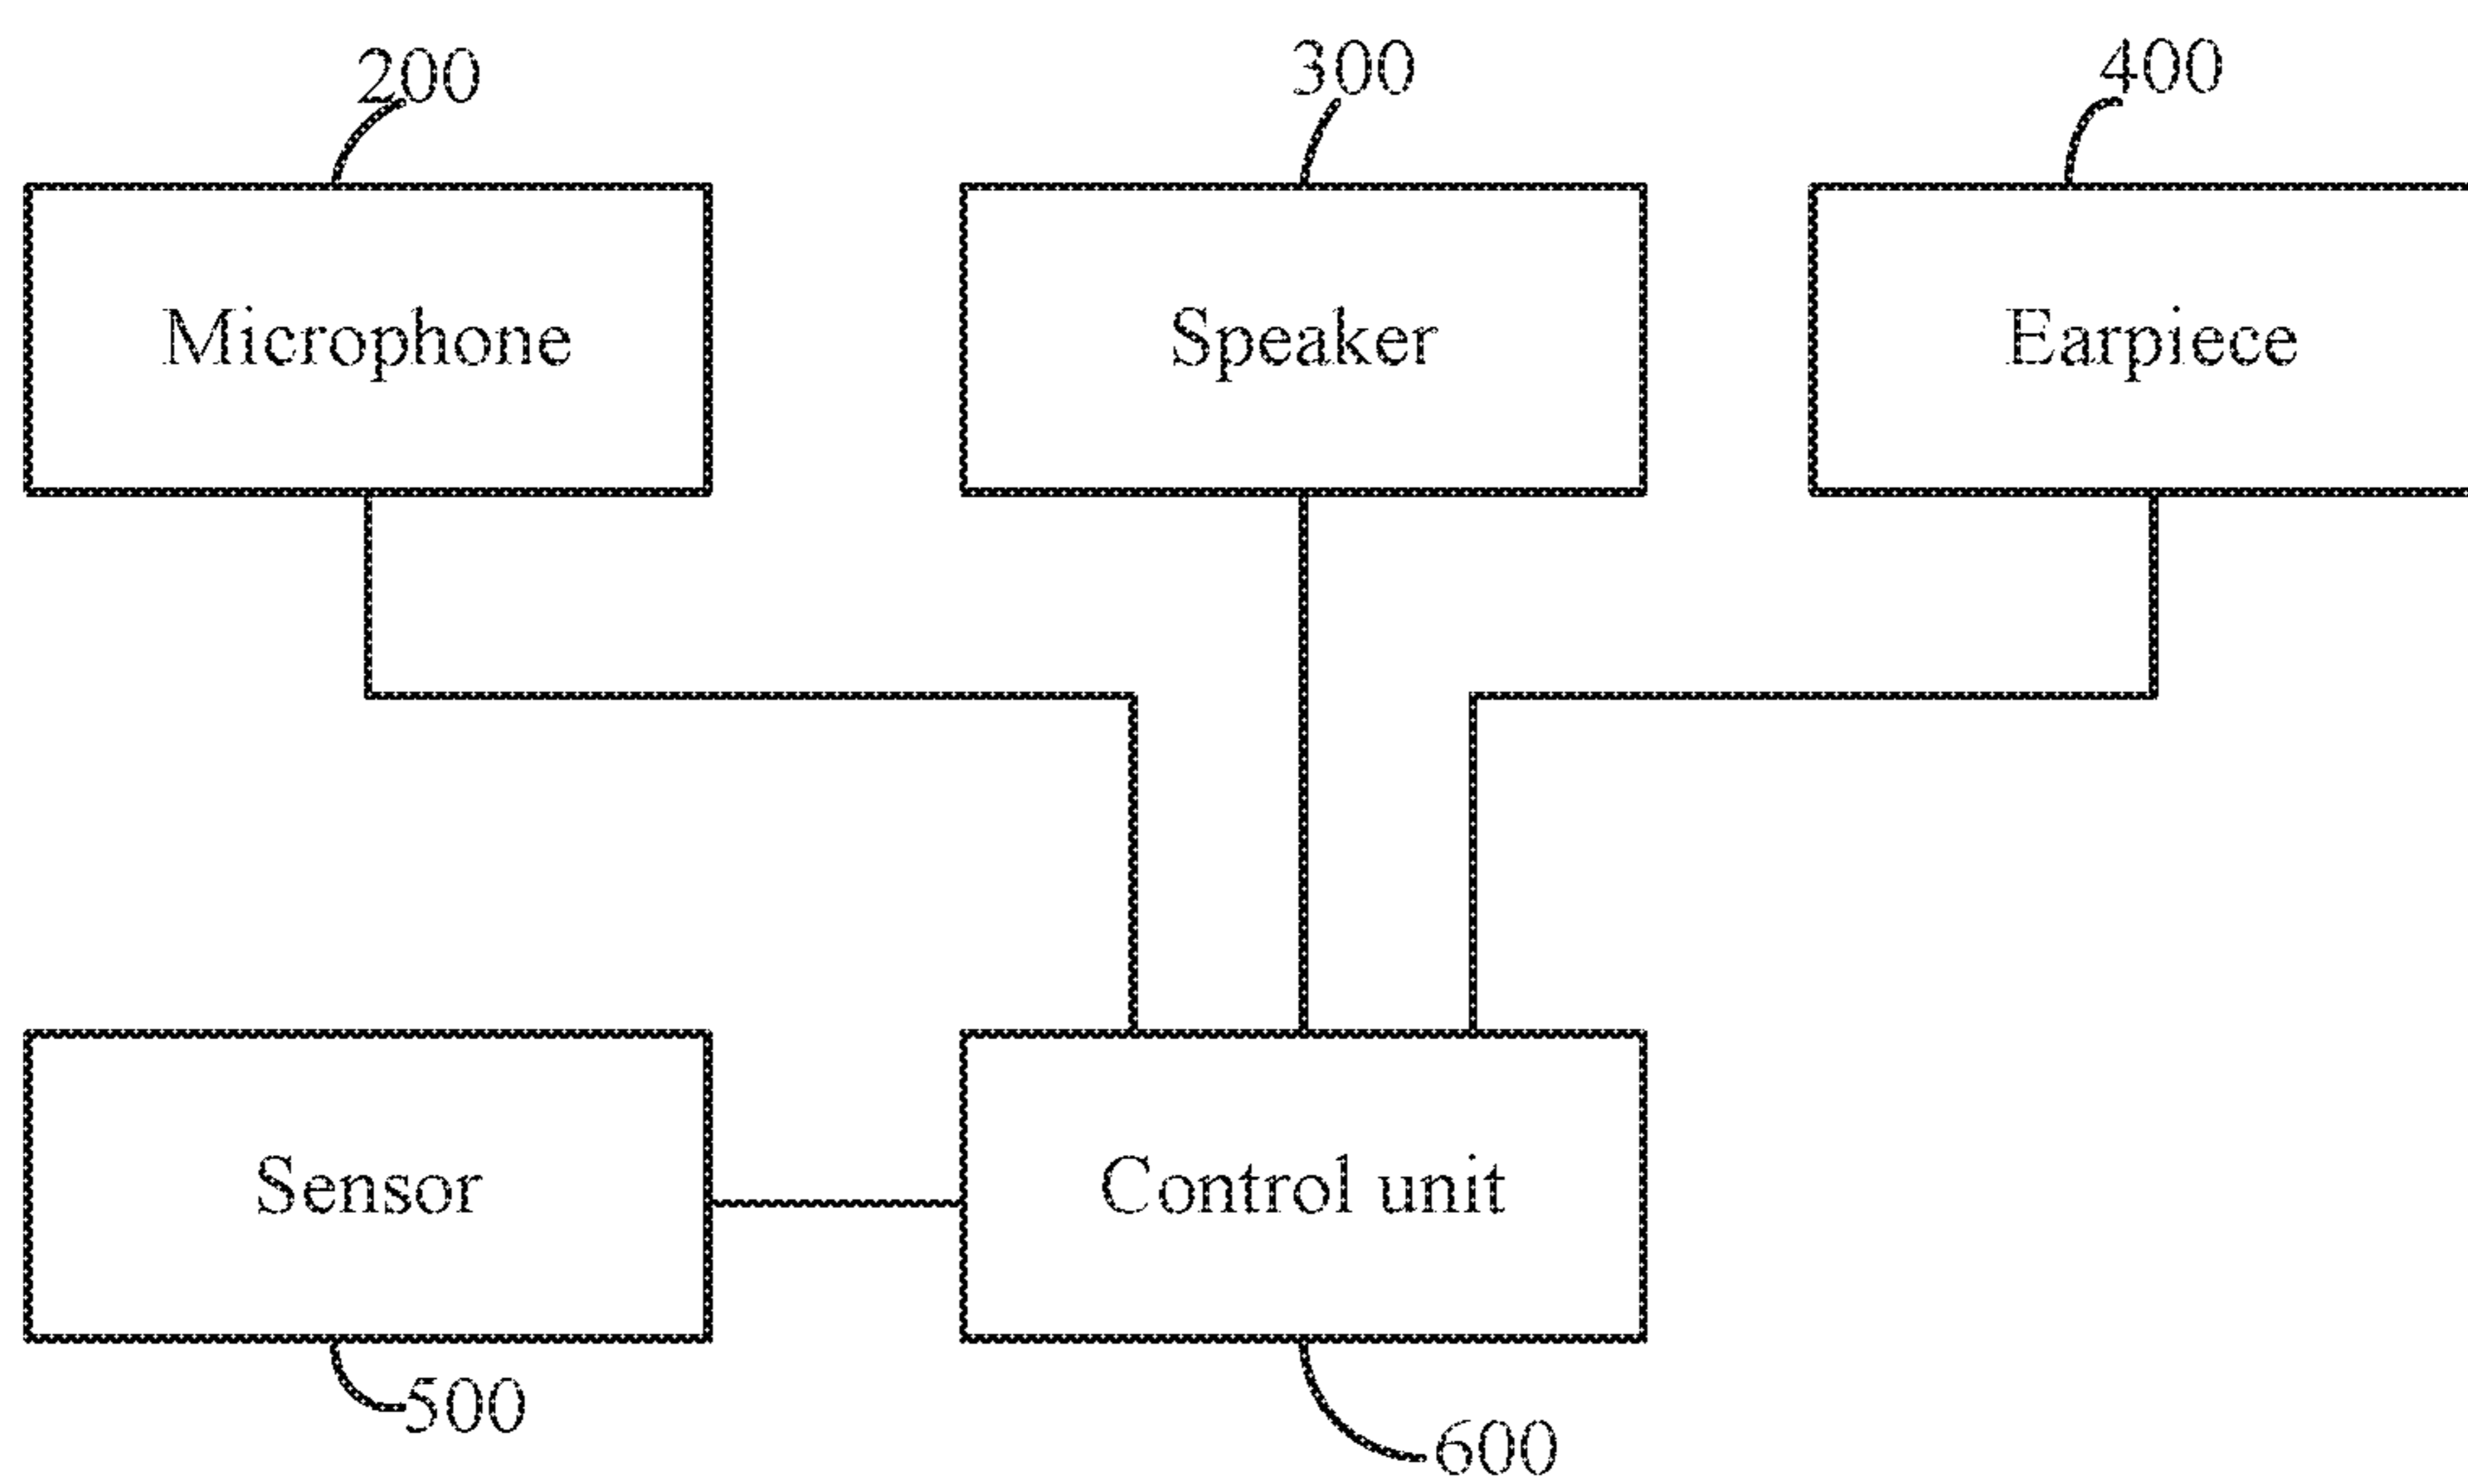 200
300
400
Microphone
Speaker
Earpiece
Sensor
Control unit
500
600